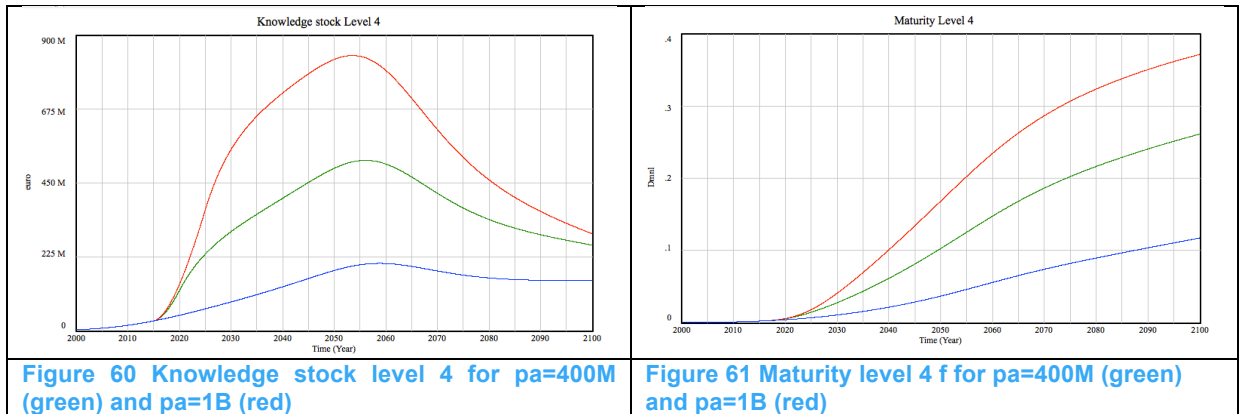 Knowledge stock Level 4
900 M
675 M
450 M
225 M
0
euro
2000 2010 2020 2030 2040 2050 2060 2070 2080 2090 2100
Time (Year)
Figure 60 Knowledge stock level 4 for pa=400M
(green) and pa=1B (red)
Maturity Level 4
.4
.3
.2
.1
0
Dmnl
2000 2010 2020 2030 2040 2050 2060 2070 2080 2090 2100
Time (Year)
Figure 61 Maturity level 4 f for pa=400M (green)
and pa=1B (red)